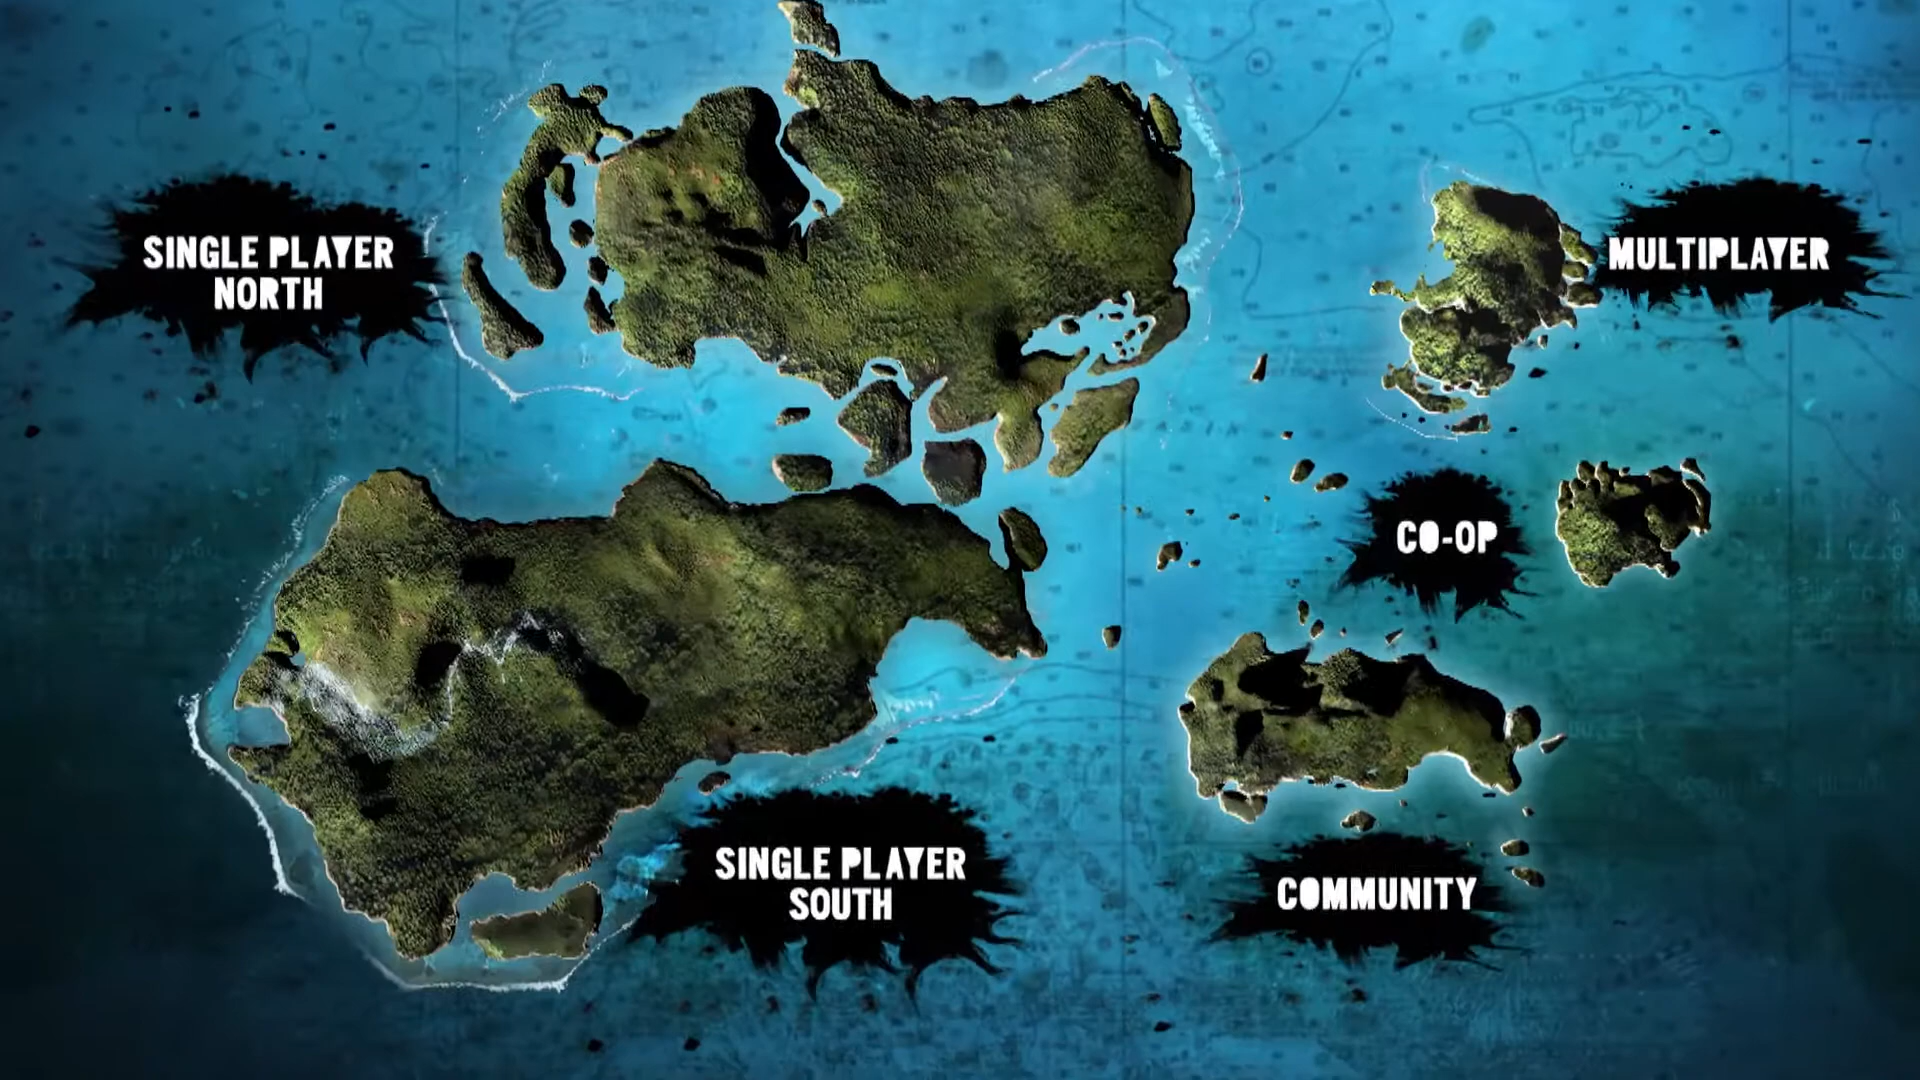 SINGLE PLAYER
NORTH
MULTIPLAYER
CO-OP
SINGLE PLAYER
SOUTH
COMMUNITY